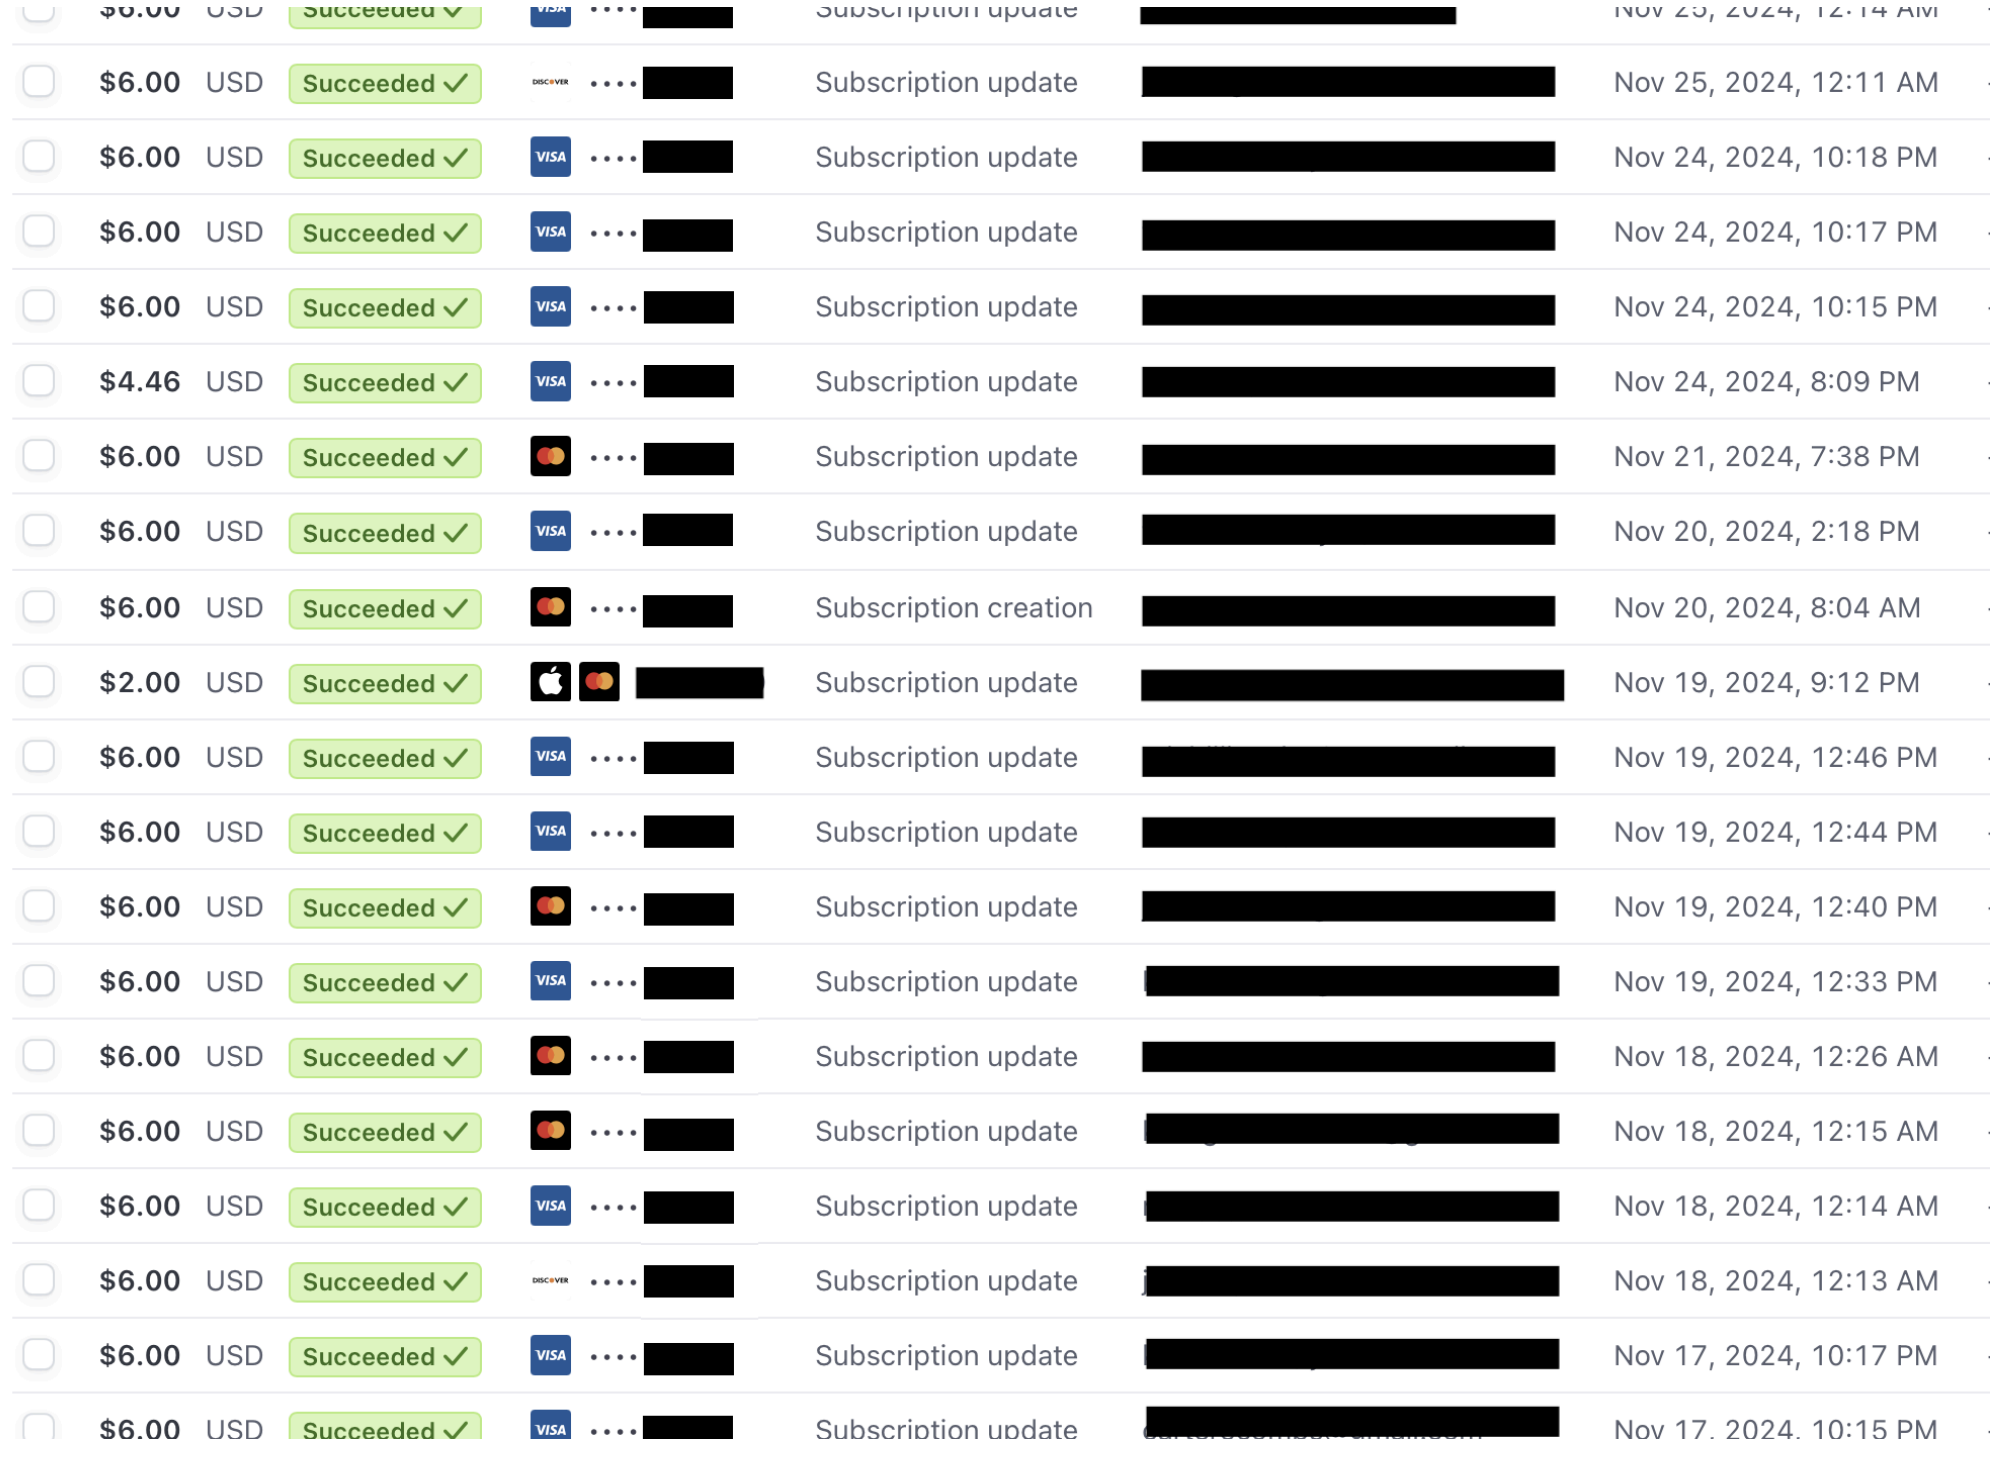 $6.00 USD Succeeded VISA •••• Subscription update Nov 25, 2024, 12:14 AM
$6.00 USD Succeeded DISCOVER •••• Subscription update Nov 25, 2024, 12:11 AM
$6.00 USD Succeeded VISA •••• Subscription update Nov 24, 2024, 10:18 PM
$6.00 USD Succeeded VISA •••• Subscription update Nov 24, 2024, 10:17 PM
$6.00 USD Succeeded VISA •••• Subscription update Nov 24, 2024, 10:15 PM
$4.46 USD Succeeded VISA •••• Subscription update Nov 24, 2024, 8:09 PM
$6.00 USD Succeeded •••• Subscription update Nov 21, 2024, 7:38 PM
$6.00 USD Succeeded VISA •••• Subscription update Nov 20, 2024, 2:18 PM
$6.00 USD Succeeded •••• Subscription creation Nov 20, 2024, 8:04 AM
$2.00 USD Succeeded Subscription update Nov 19, 2024, 9:12 PM
$6.00 USD Succeeded VISA •••• Subscription update Nov 19, 2024, 12:46 PM
$6.00 USD Succeeded VISA •••• Subscription update Nov 19, 2024, 12:44 PM
$6.00 USD Succeeded •••• Subscription update Nov 19, 2024, 12:40 PM
$6.00 USD Succeeded VISA •••• Subscription update Nov 19, 2024, 12:33 PM
$6.00 USD Succeeded •••• Subscription update Nov 18, 2024, 12:26 AM
$6.00 USD Succeeded •••• Subscription update Nov 18, 2024, 12:15 AM
$6.00 USD Succeeded VISA •••• Subscription update Nov 18, 2024, 12:14 AM
$6.00 USD Succeeded DISCOVER •••• Subscription update Nov 18, 2024, 12:13 AM
$6.00 USD Succeeded VISA •••• Subscription update Nov 17, 2024, 10:17 PM
$6.00 USD Succeeded VISA •••• Subscription update Nov 17, 2024, 10:15 PM